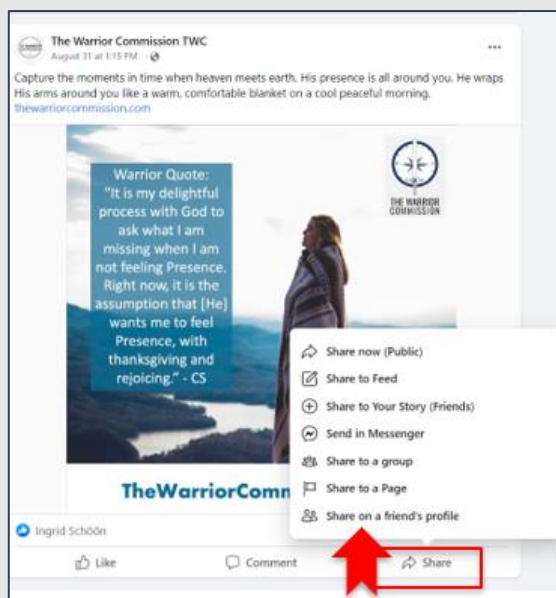 The Warrior Commission TWC
August 31 at 1:15 PM ·
Capture the moments in time when heaven meets earth. His presence is all around you. He wraps
His arms around you like a warm, comfortable blanket on a cool peaceful morning.
thewarriorcommission.com
Warrior Quote:
"It is my delightful
process with God to
ask what I am
missing when I am
not feeling Presence.
Right now, it is the
assumption that [He]
wants me to feel
Presence, with
thanksgiving and
rejoicing." - CS
THE WARRIOR
COMMISSION
Share now (Public)
Share to Feed
Share to Your Story (Friends)
Send in Messenger
Share to a group
Share to a Page
Share on a friend's profile
TheWarriorComm
Ingrid Schöön
Like
Comment
Share